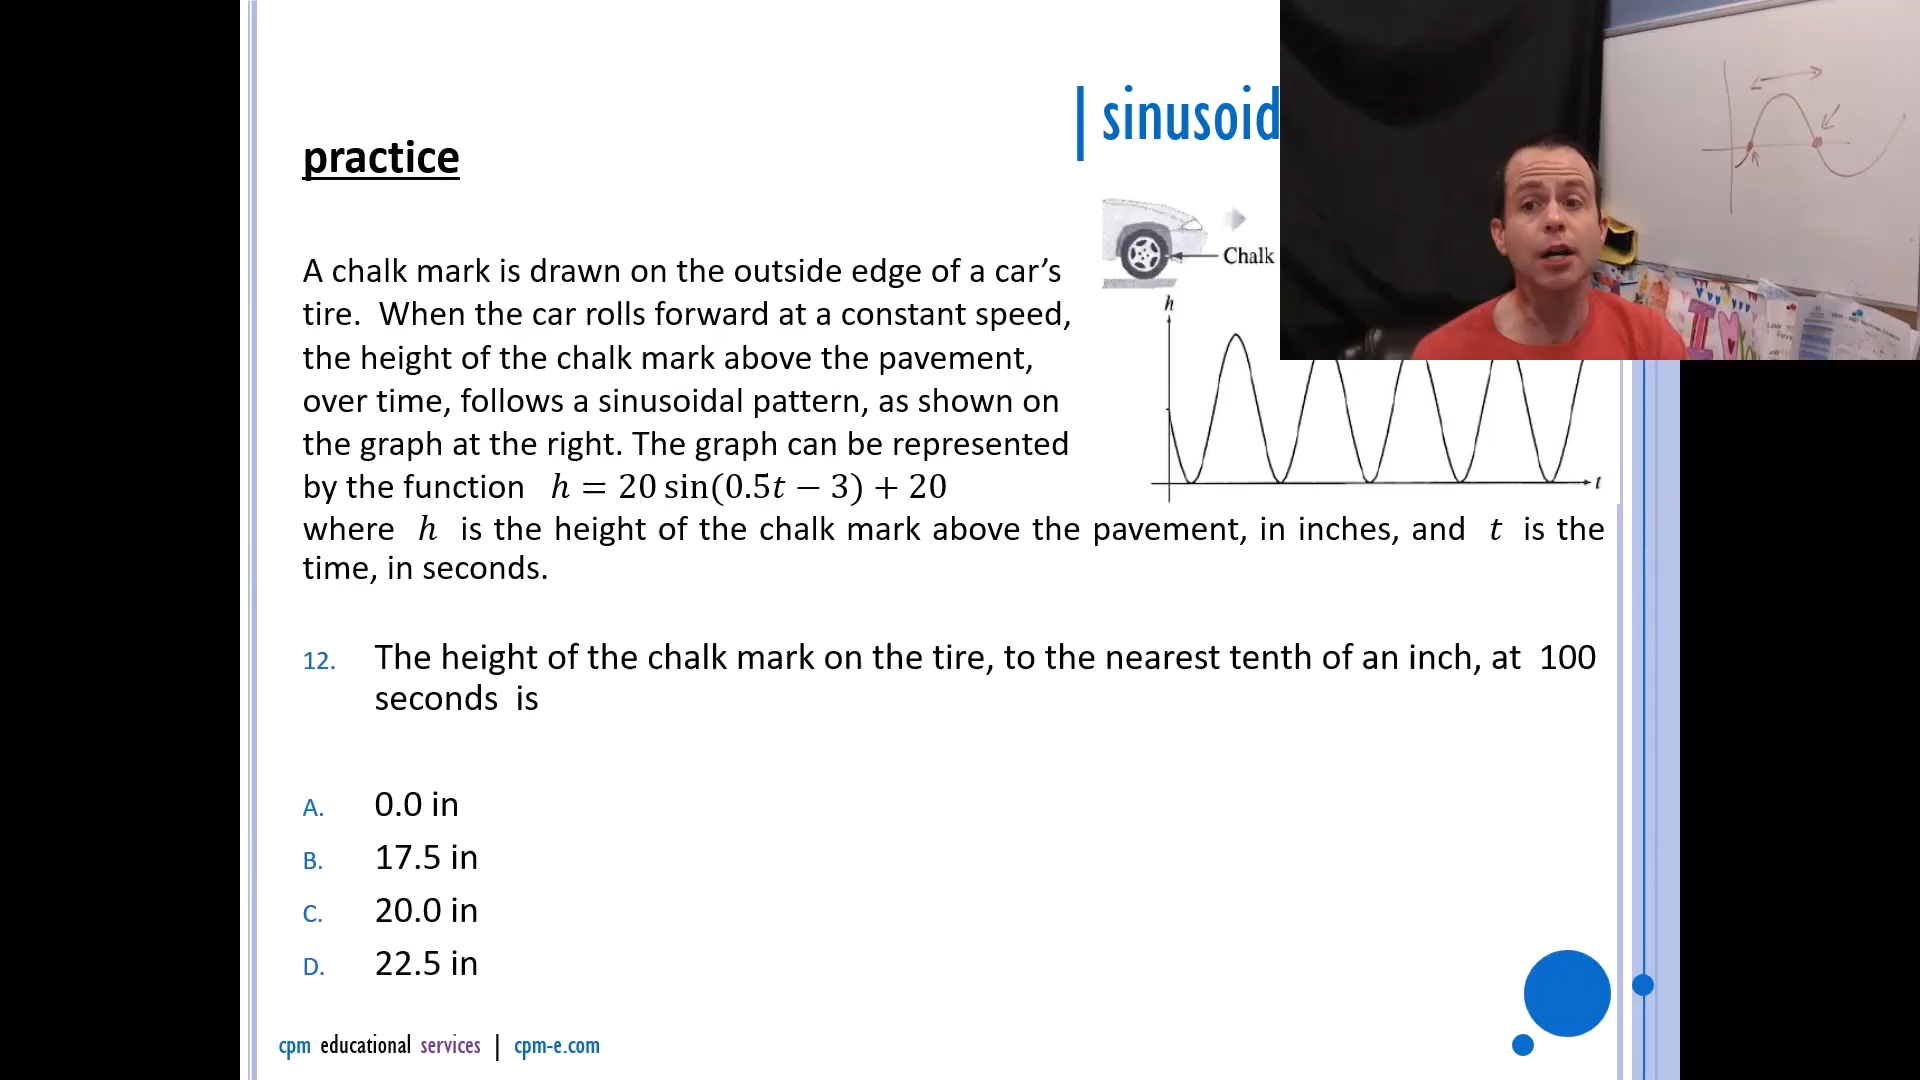 | sinusoid
practice
Chalk
h
A chalk mark is drawn on the outside edge of a car’s
tire. When the car rolls forward at a constant speed,
the height of the chalk mark above the pavement,
over time, follows a sinusoidal pattern, as shown on
the graph at the right. The graph can be represented
by the function h = 20 sin(0.5t − 3) + 20
t
where h is the height of the chalk mark above the pavement, in inches, and t is the
time, in seconds.
12. The height of the chalk mark on the tire, to the nearest tenth of an inch, at 100
seconds is
A. 0.0 in
B. 17.5 in
C. 20.0 in
D. 22.5 in
cpm educational services | cpm-e.com